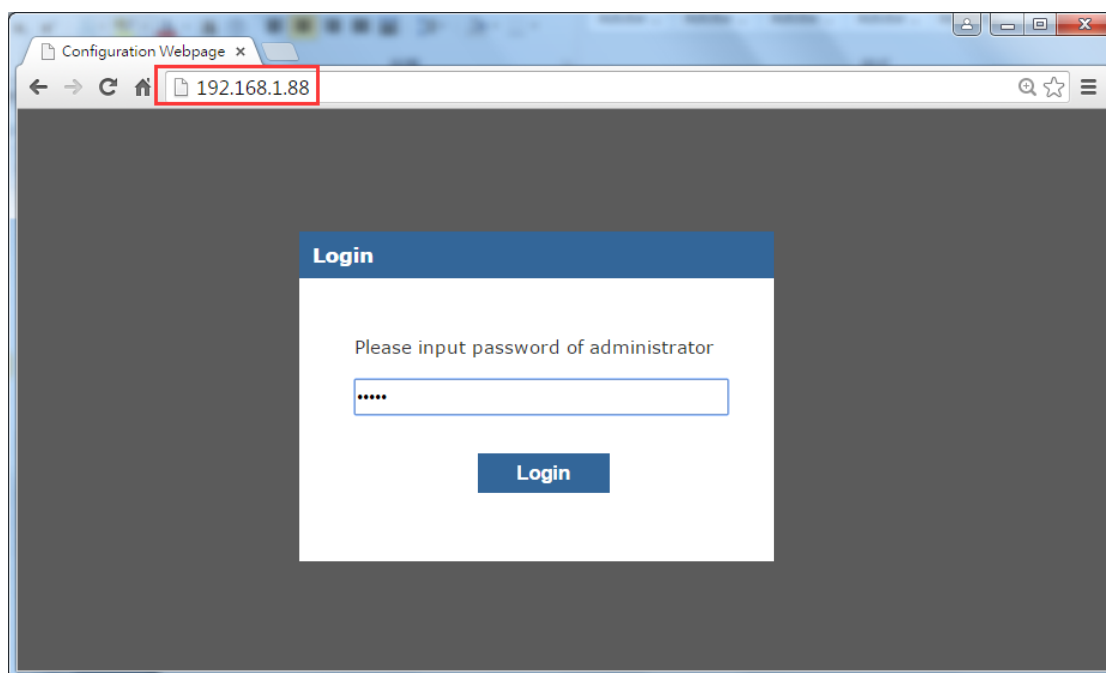 Configuration Webpage
192.168.1.88
Login
Please input password of administrator
•••••
Login